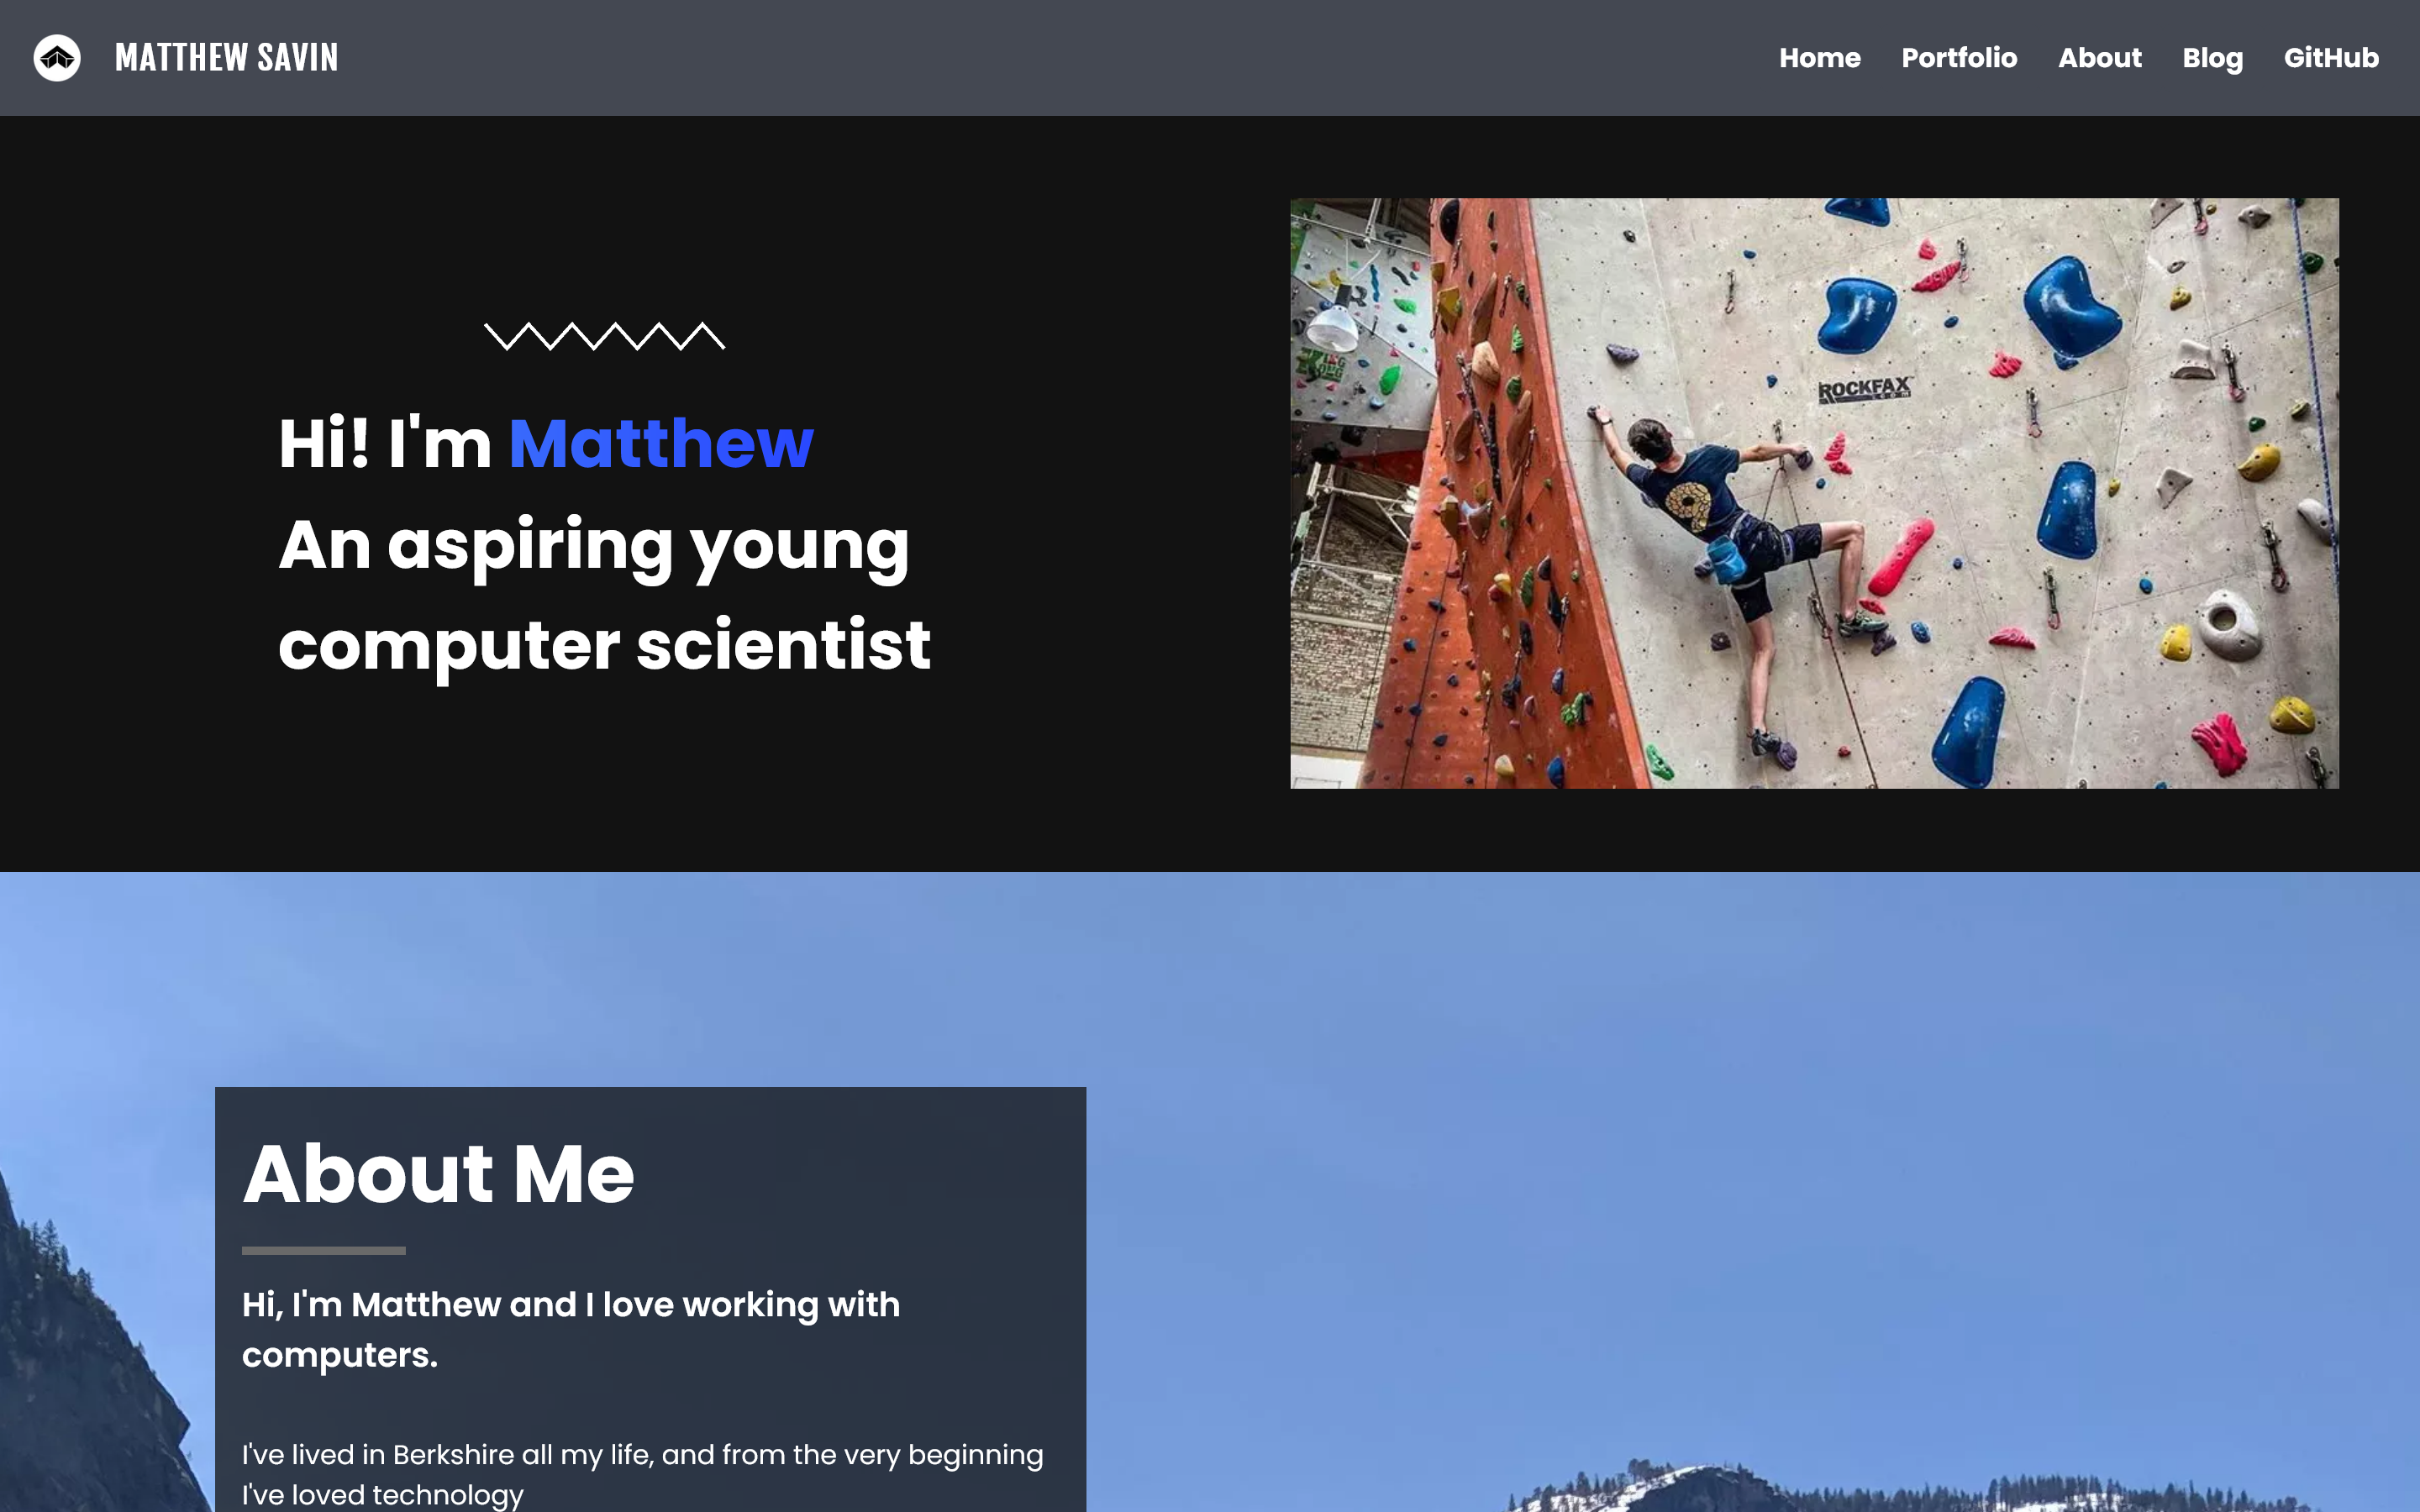 MATTHEW SAVIN
Home Portfolio About Blog GitHub
Hi! I'm Matthew
An aspiring young
computer scientist
ROCKFAX
About Me
Hi, I'm Matthew and I love working with
computers.
I've lived in Berkshire all my life, and from the very beginning
I've loved technology